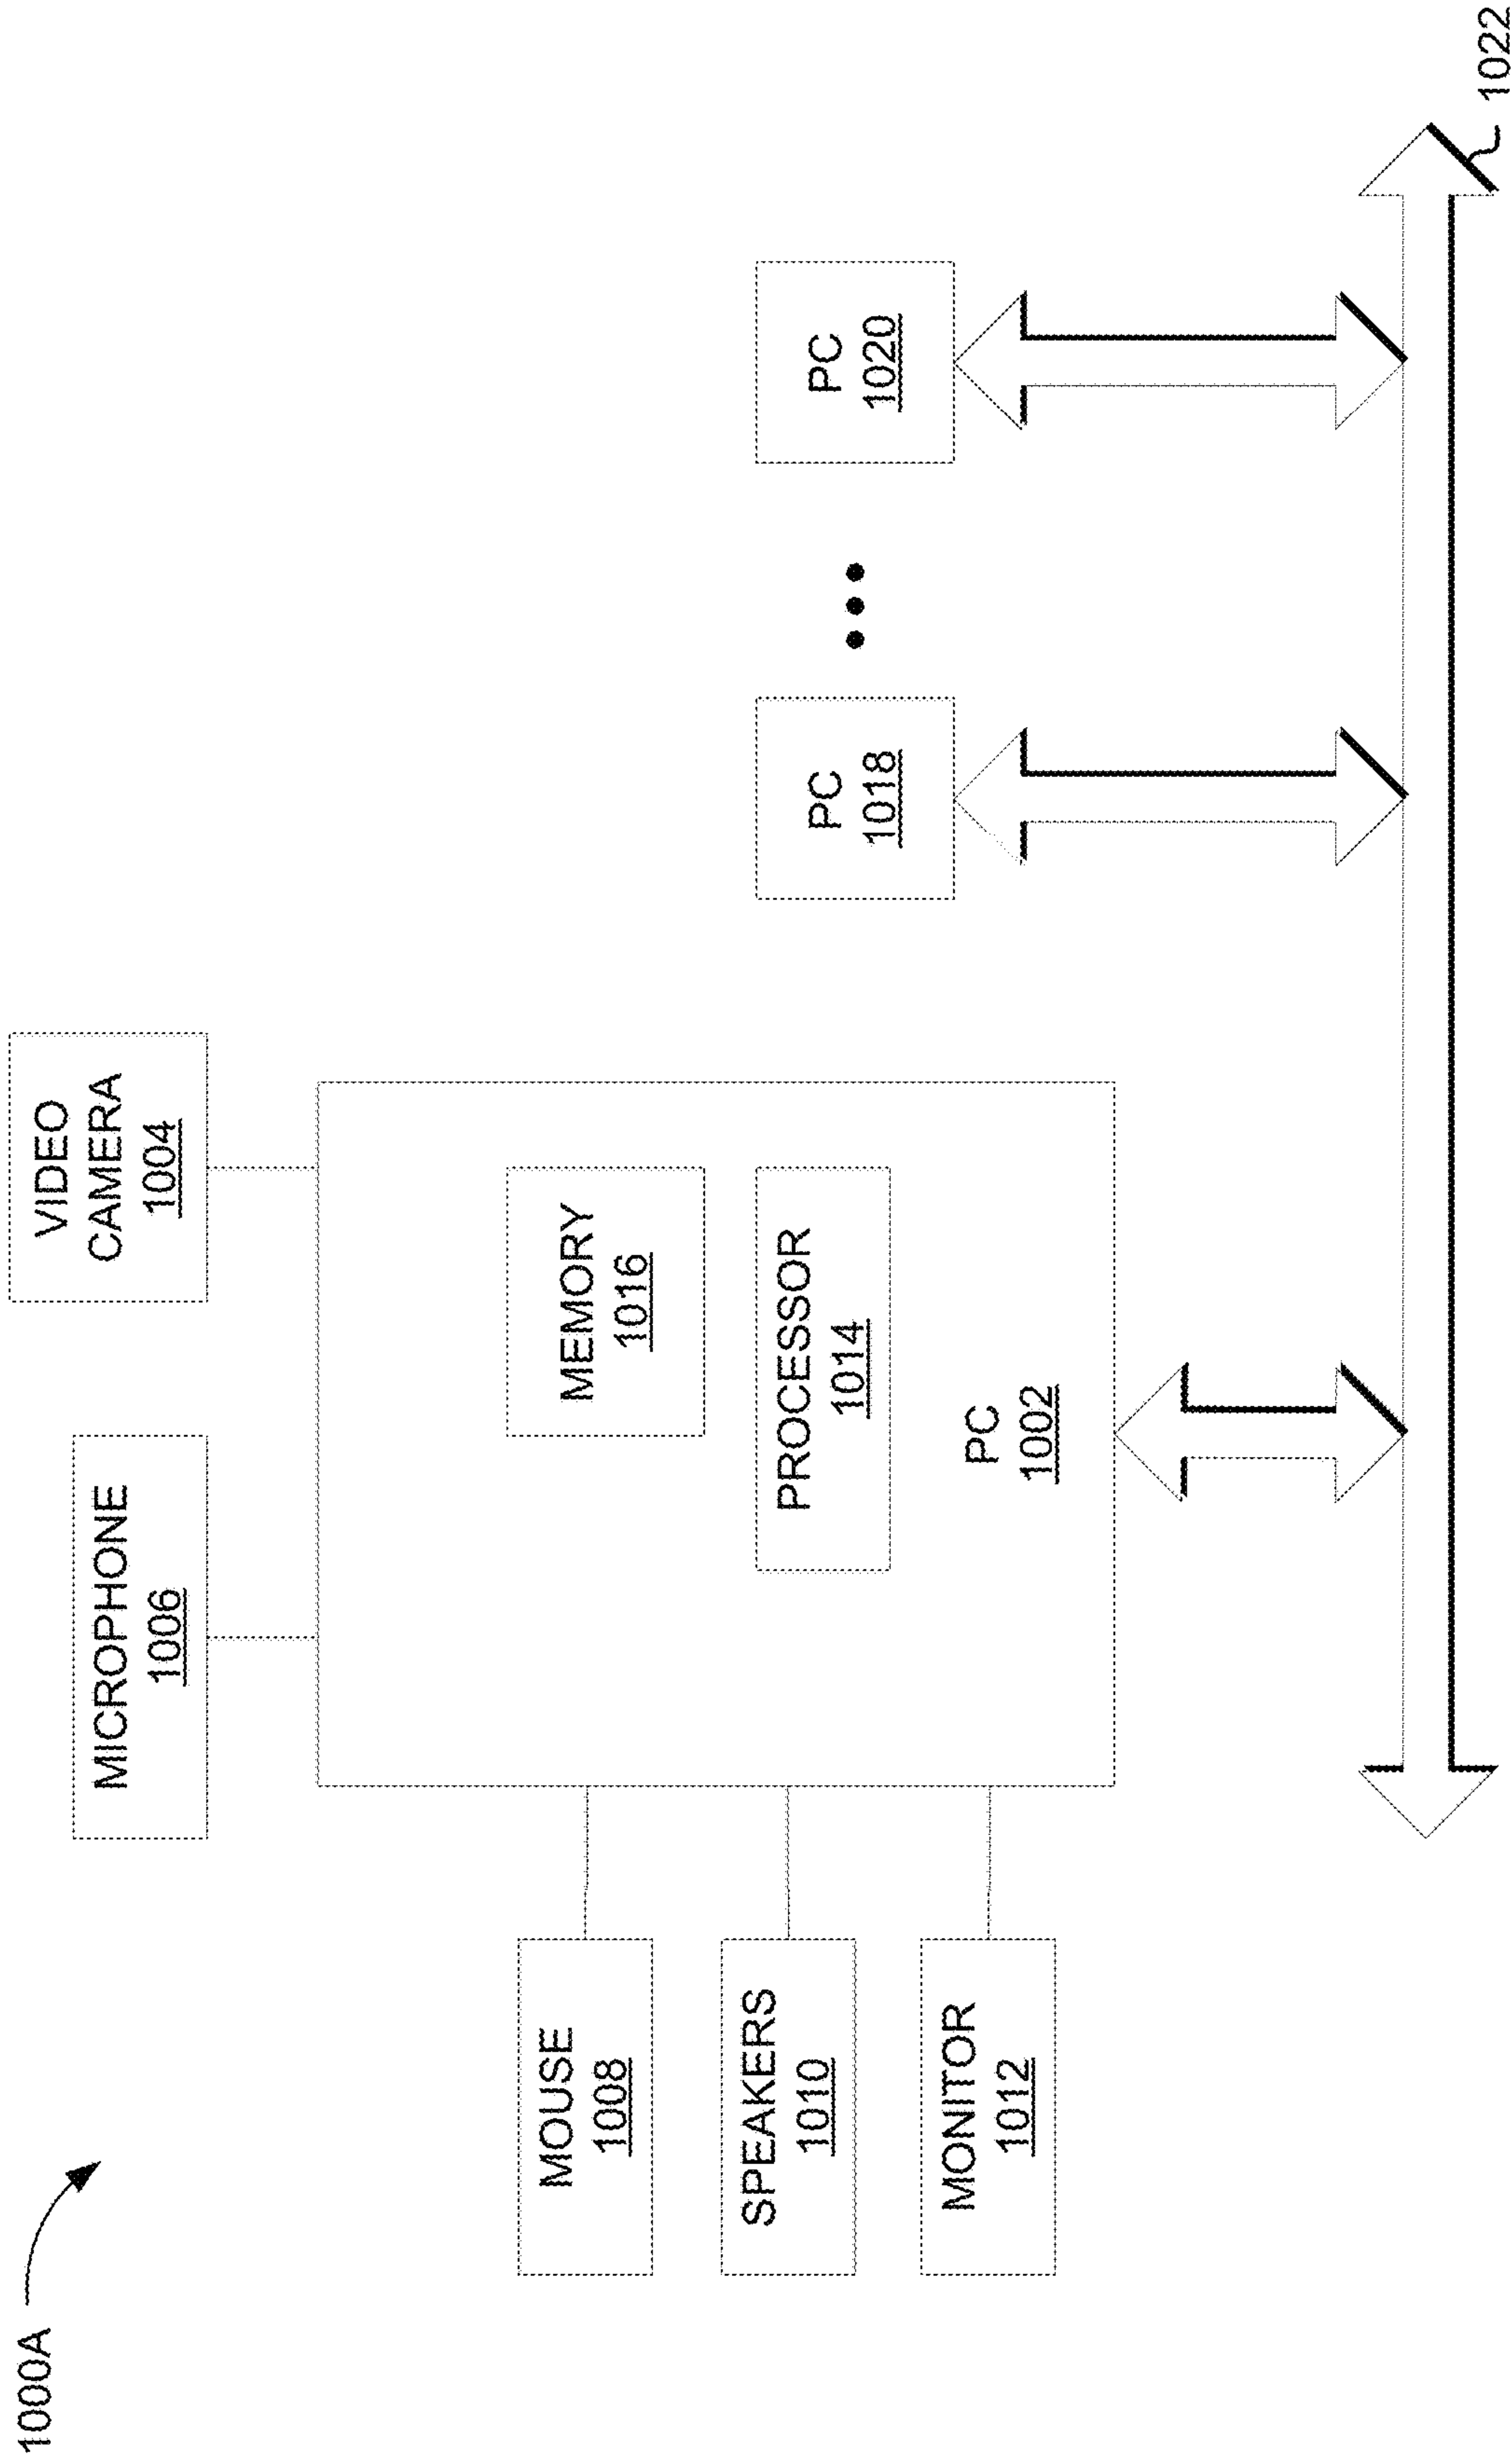 1000A
VIDEO
CAMERA
1004
MICROPHONE
1006
MEMORY
1016
MOUSE
1008
PROCESSOR
1014
PC
1018
PC
1020
SPEAKERS
1010
PC
1002
MONITOR
1012
1022